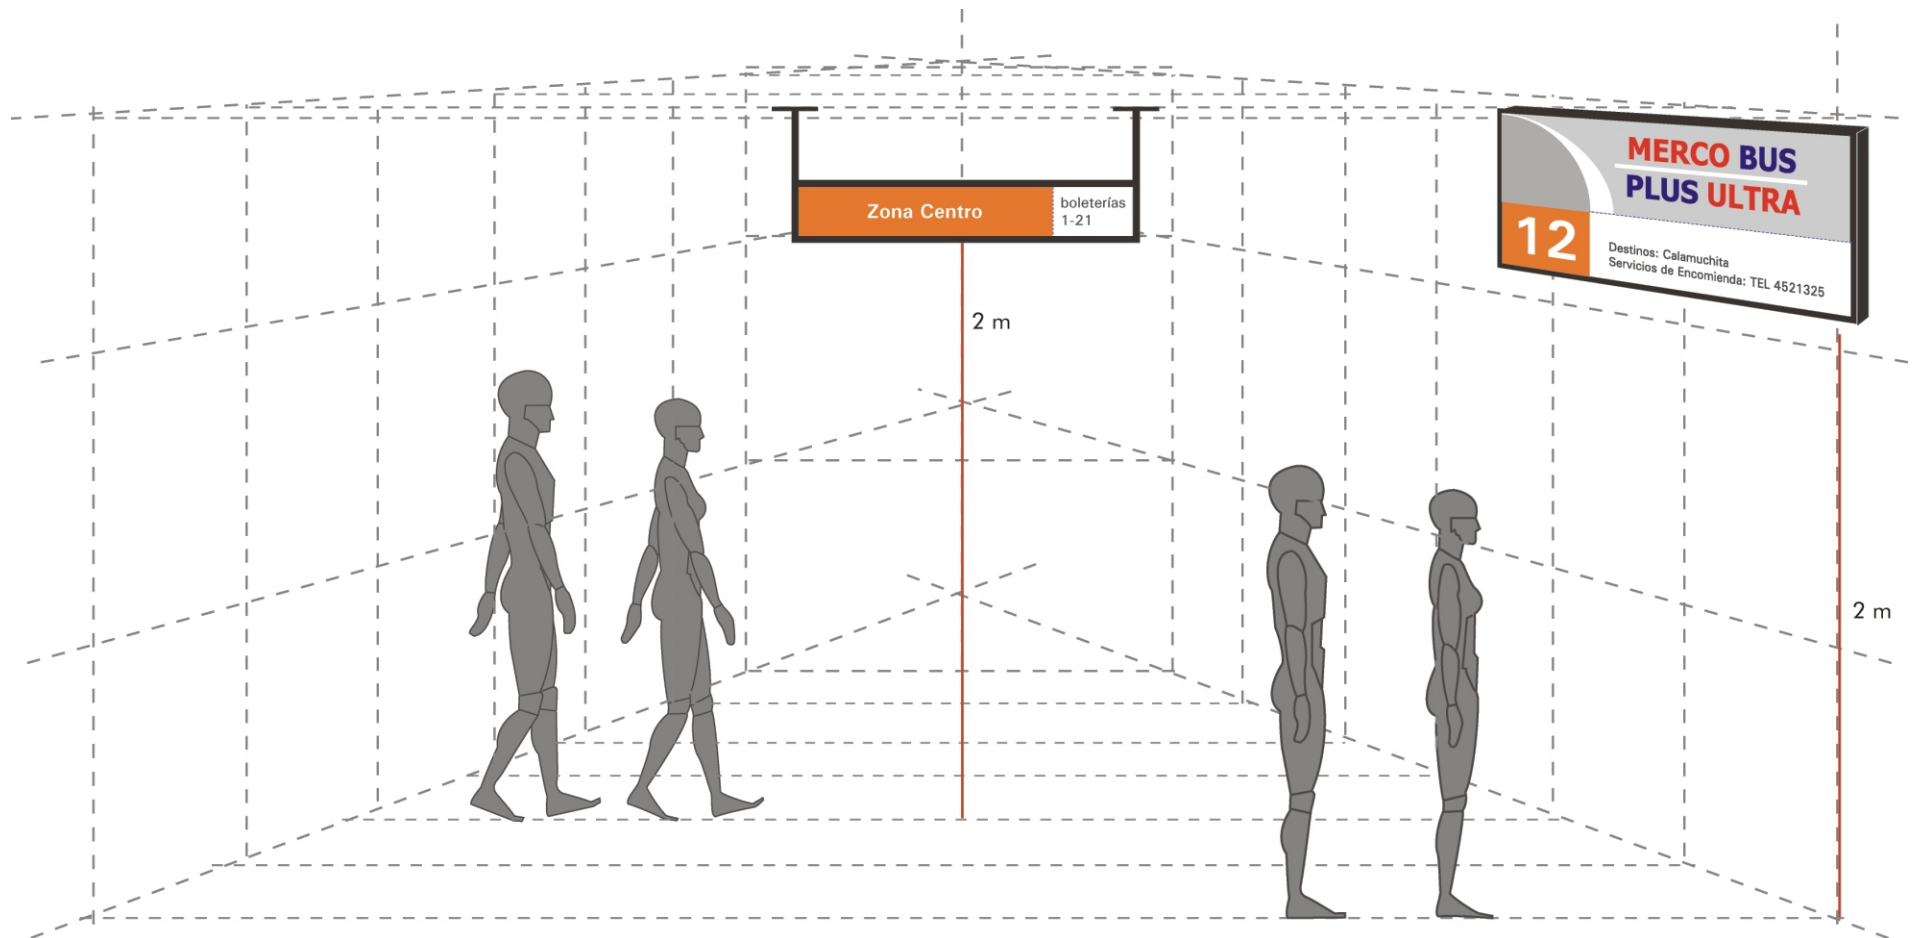 Zona Centro
boleterías
1-21
2 m
MERCO BUS
PLUS ULTRA
12
Destinos: Calamuchita
Servicios de Encomienda: TEL 4521325
2 m